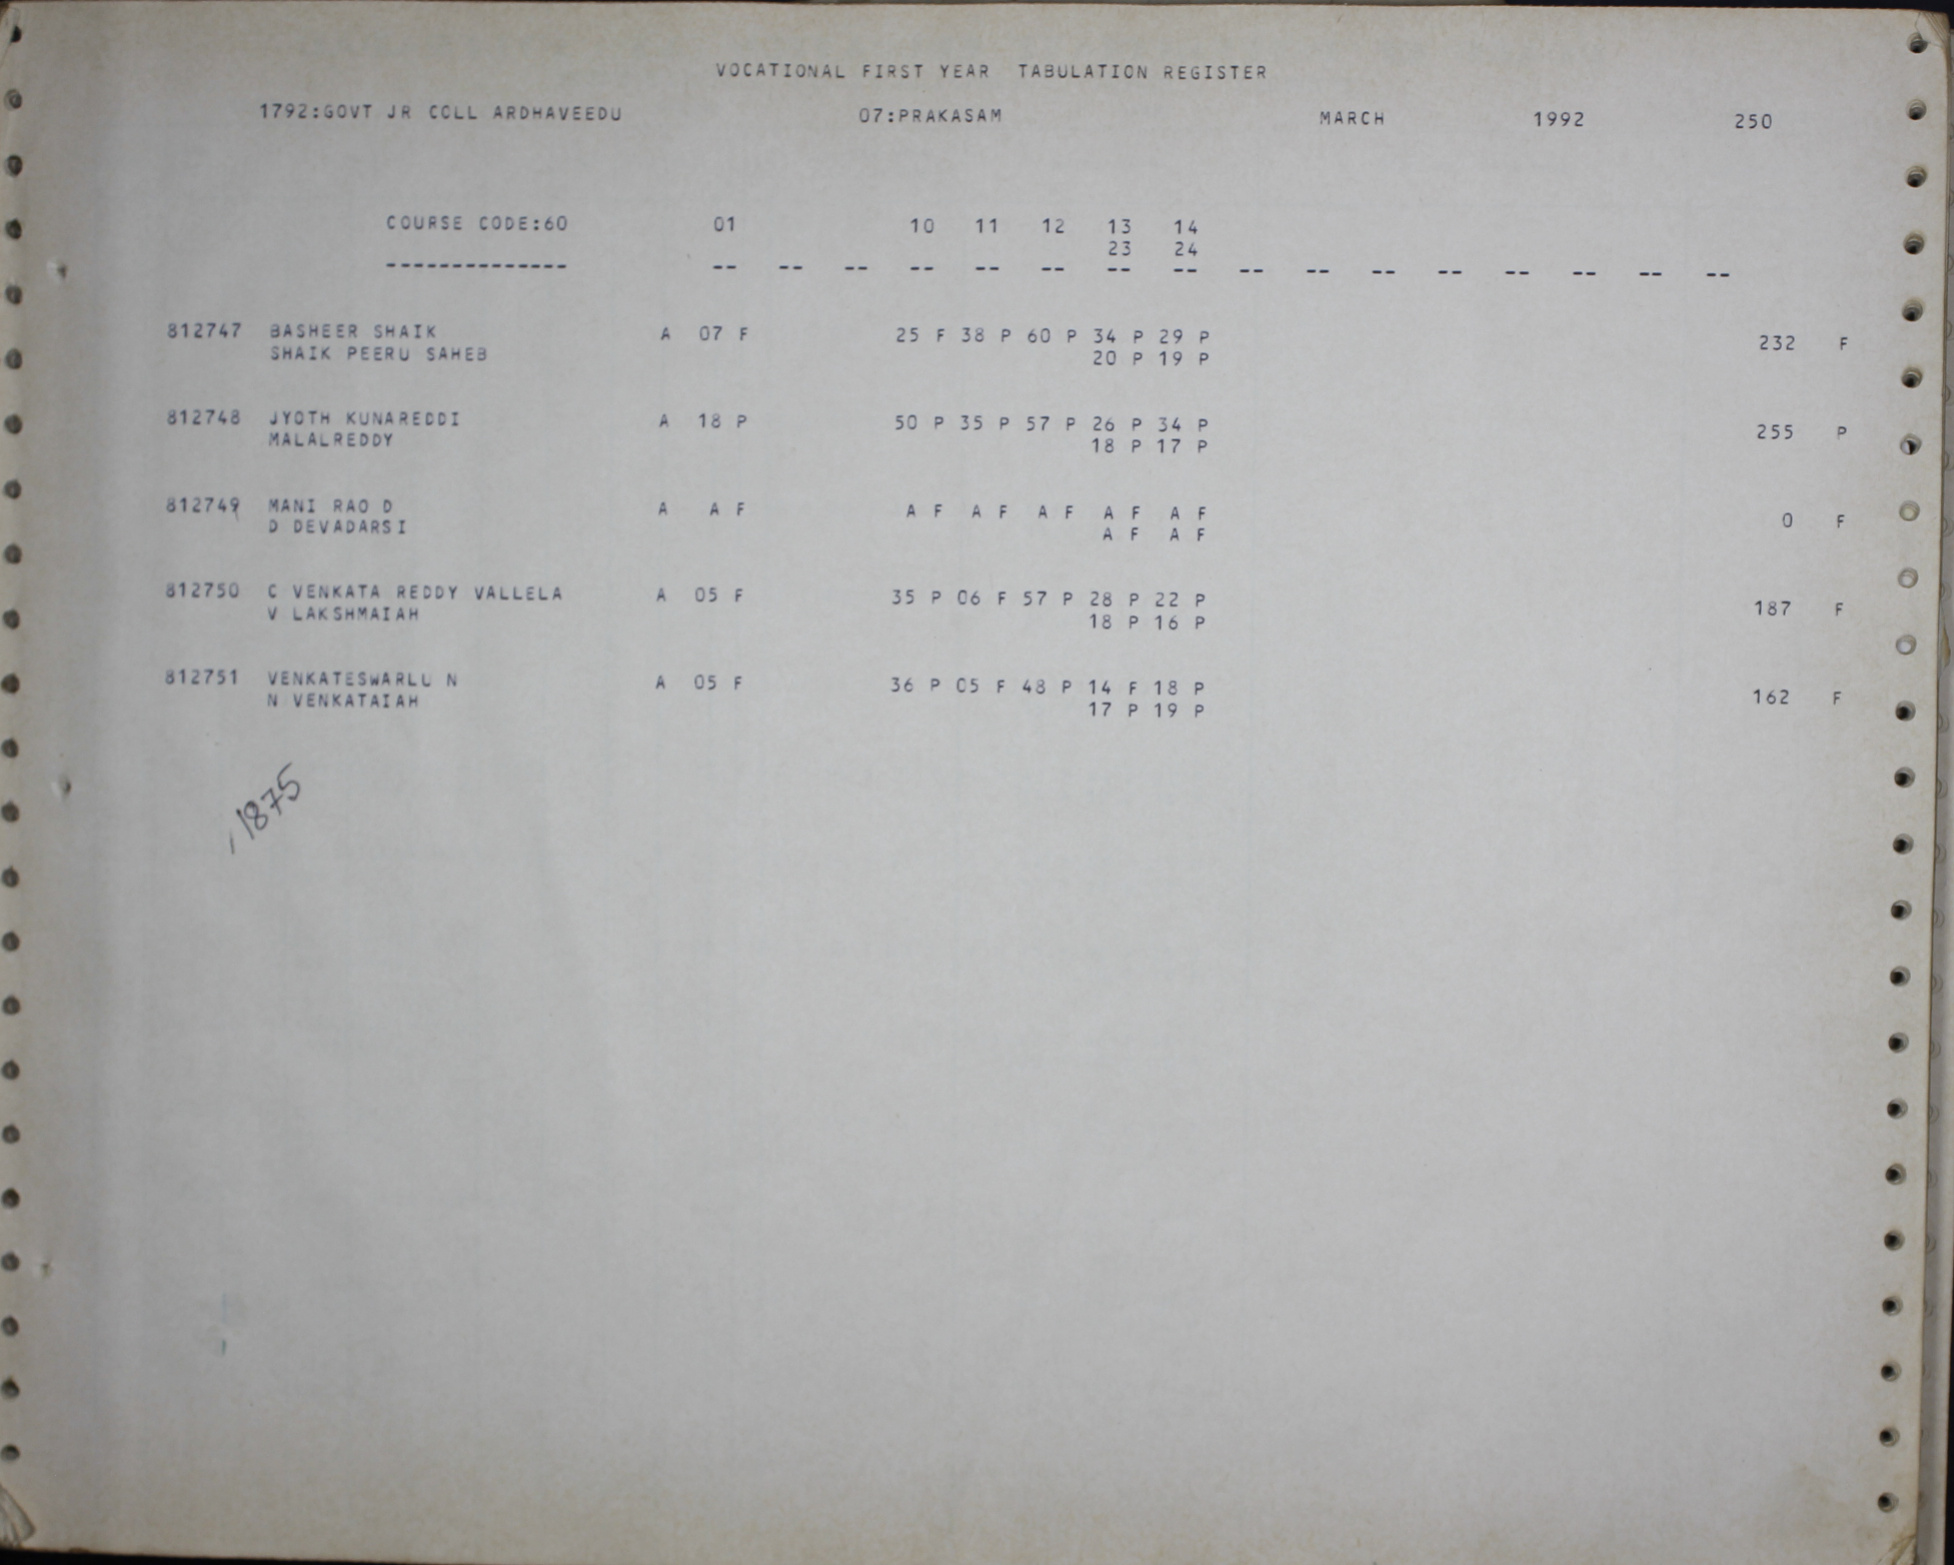 VOCATIONAL FIRST YEAR TABULATION REGISTER
1792:GOVT JR COLL ARDHAVEEDU 07:PRAKASAM MARCH 1992 250
COURSE CODE:60 01 10 11 12 13 14
23 24
-------------- -- -- -- -- -- -- -- -- -- -- -- -- -- -- -- --
812747 BASHEER SHAIK A 07 F 25 F 38 P 60 P 34 P 29 P 232 F
SHAIK PEERU SAHEB 20 P 19 P
812748 JYOTH KUNAREDDI A 18 P 50 P 35 P 57 P 26 P 34 P 255 P
MALALREDDY 18 P 17 P
812749 MANI RAO D A A F A F A F A F A F A F 0 F
D DEVADARSI A F A F
812750 C VENKATA REDDY VALLELA A 05 F 35 P 06 F 57 P 28 P 22 P 187 F
V LAKSHMAIAH 18 P 16 P
812751 VENKATESWARLU N A 05 F 36 P 05 F 48 P 14 F 18 P 162 F
N VENKATAIAH 17 P 19 P
1875